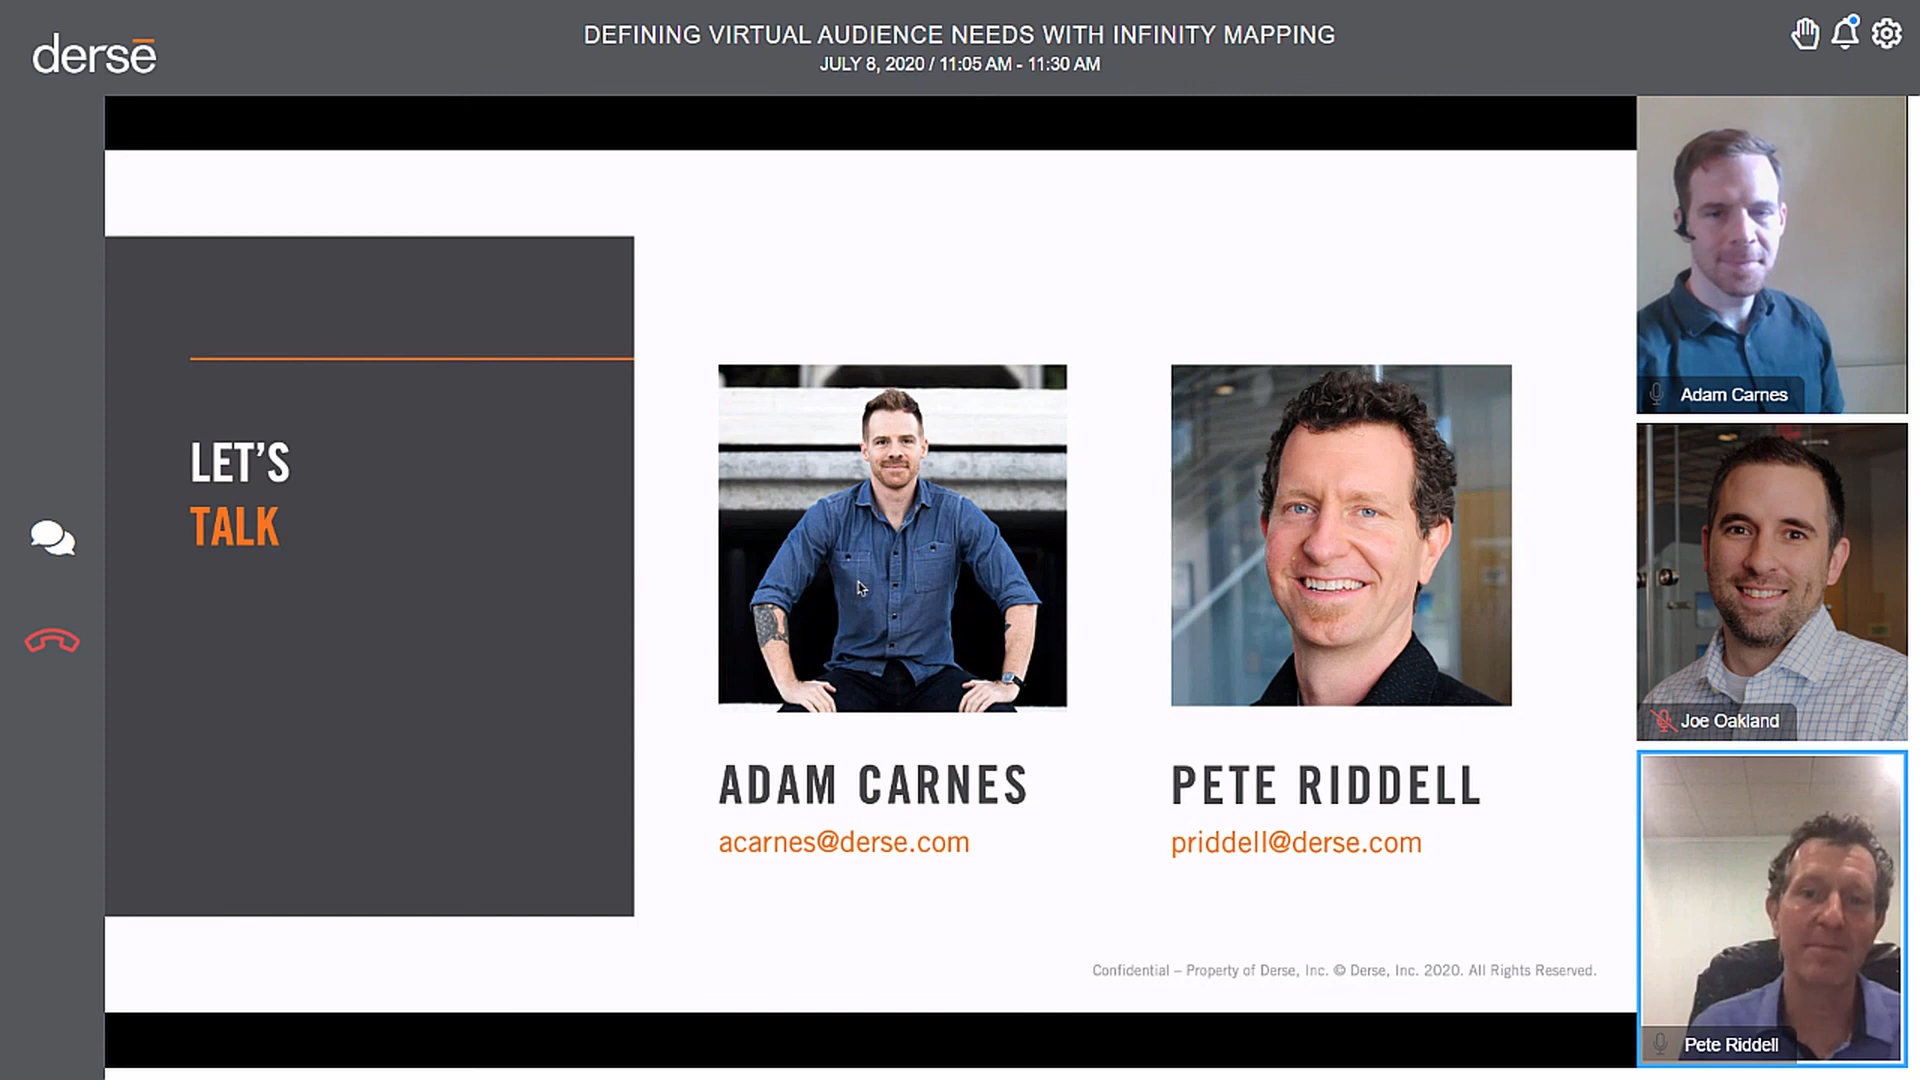 dersē
DEFINING VIRTUAL AUDIENCE NEEDS WITH INFINITY MAPPING
JULY 8, 2020 / 11:05 AM - 11:30 AM
LET'S
TALK
ADAM CARNES
acarnes@derse.com
PETE RIDDELL
priddell@derse.com
Confidential – Property of Derse, Inc. © Derse, Inc. 2020. All Rights Reserved.
Adam Carnes
Joe Oakland
Pete Riddell